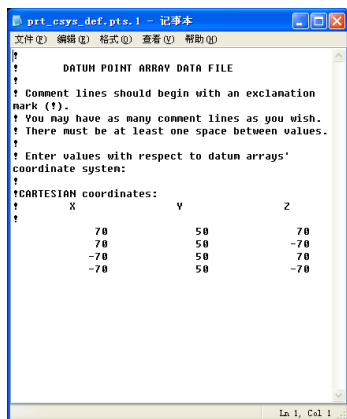 prt_csys_def.pts.1 - 记事本
文件(F) 编辑(E) 格式(O) 查看(V) 帮助(H)
!
! DATUM POINT ARRAY DATA FILE
!
! Comment lines should begin with an exclamation
mark (!).
! You may have as many comment lines as you wish.
! There must be at least one space between values.
!
! Enter values with respect to datum arrays'
coordinate system:
!
!CARTESIAN coordinates:
! X Y Z
!
70 50 70
70 50 -70
-70 50 70
-70 50 -70
Ln 1, Col 1